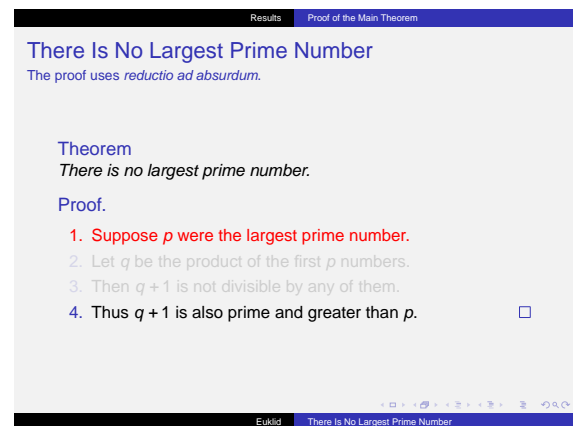 Results Proof of the Main Theorem
There Is No Largest Prime Number
The proof uses reductio ad absurdum.
Theorem
There is no largest prime number.
Proof.
1. Suppose p were the largest prime number.
2. Let q be the product of the first p numbers.
3. Then q + 1 is not divisible by any of them.
4. Thus q + 1 is also prime and greater than p.
Euklid There Is No Largest Prime Number